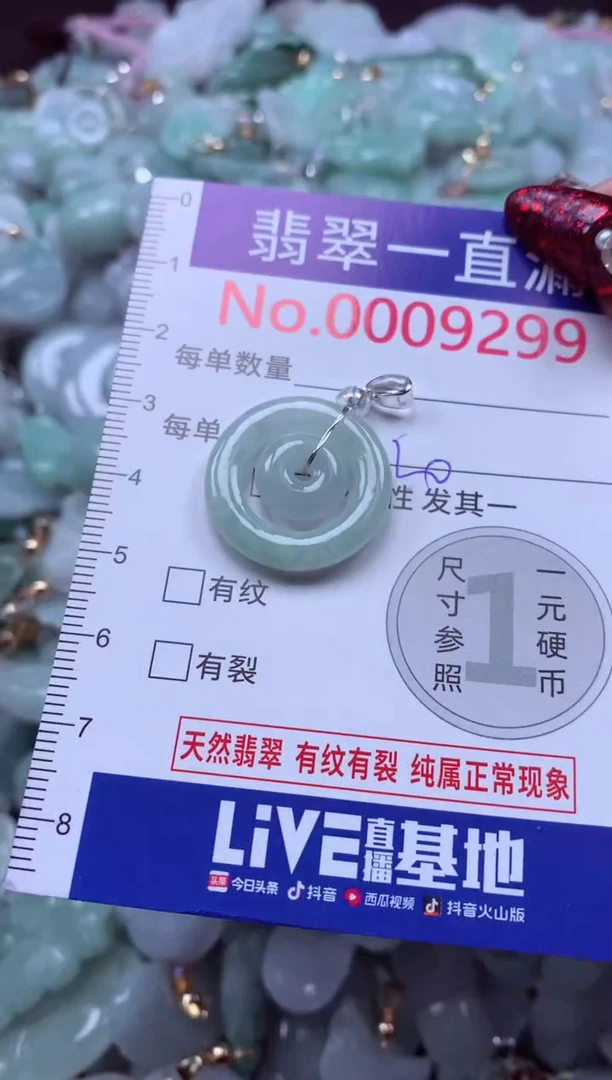 0
翡翠一直漏
1
No.0009299
2
每单数量
3
每单
4
性 发其一
5
有纹
尺寸参照
1
一元硬币
6
有裂
7
天然翡翠 有纹有裂 纯属正常现象
8
LiVE直播基地
头条 今日头条 抖音 西瓜视频 抖音火山版